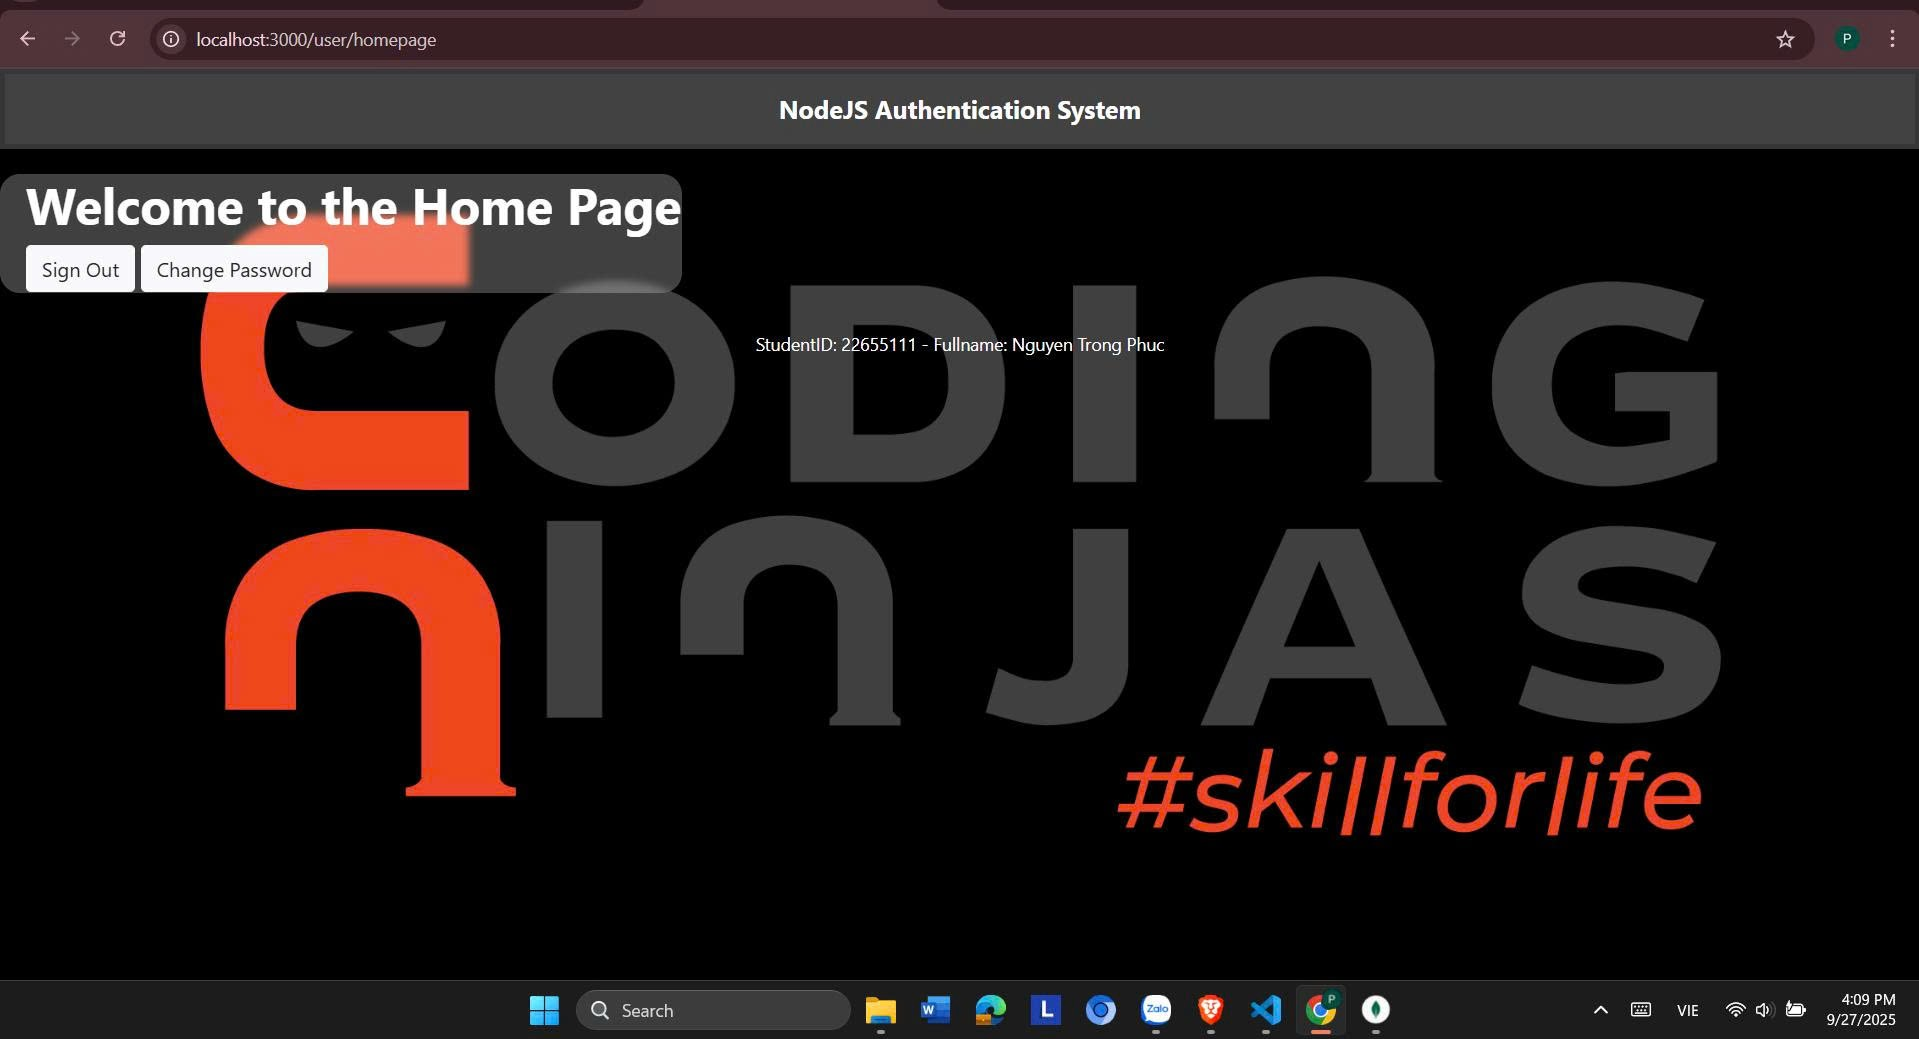 localhost:3000/user/homepage
P
NodeJS Authentication System
Welcome to the Home Page
Sign Out
Change Password
StudentID: 22655111 - Fullname: Nguyen Trong Phuc
CODING
NINJAS
#skillforlife
Search
W
L
Zalo
P
VIE
4:09 PM
9/27/2025